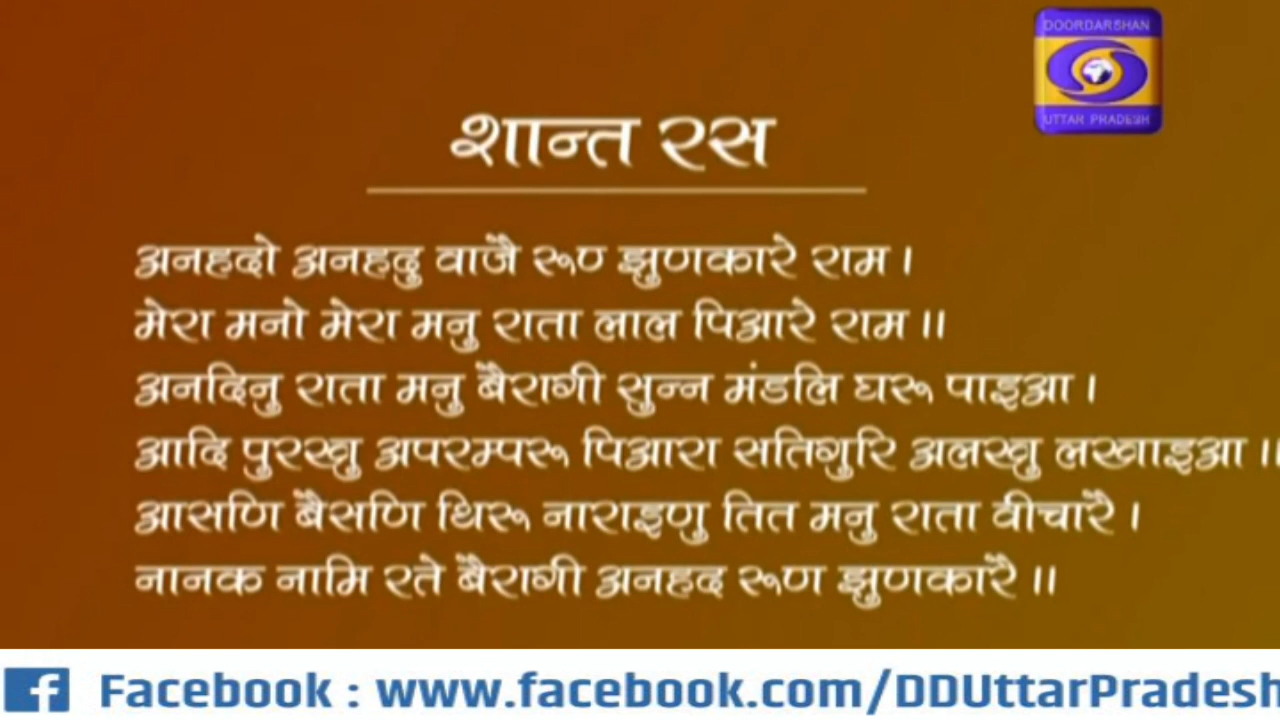 DOORDARSHAN
UTTAR PRADESH
शान्त रस
अनहदो अनहदु वाजै रूण झुणकारे राम ।
मेरा मनो मेरा मनु राता लाल पिआरे राम ॥
अनदिनु राता मनु बैरागी सुन्न मंडलि घरू पाइआ ।
आदि पुरखु अपरम्परू पिआरा सतिगुरि अलखु लखाइआ ॥
आसणि बैसणि थिरू नाराइणु तित मनु राता वीचारै ।
नानक नामि रते बैरागी अनहद रूण झुणकारै ॥
f Facebook : www.facebook.com/DDUttarPradesh